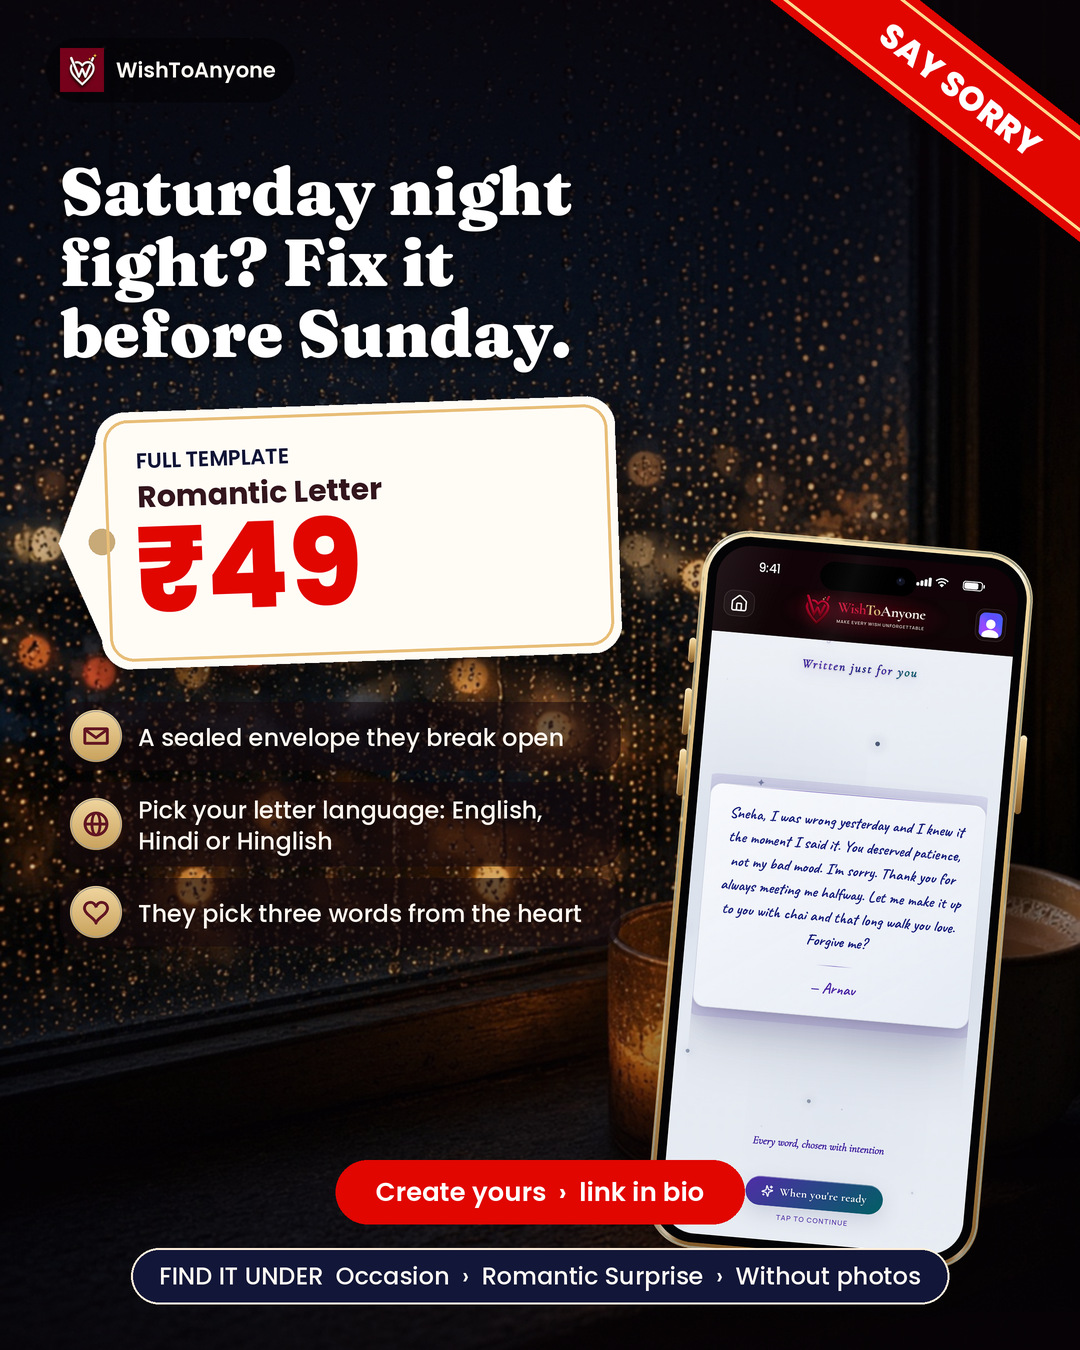 WishToAnyone
SAY SORRY
Saturday night
fight? Fix it
before Sunday.
FULL TEMPLATE
Romantic Letter
₹49
A sealed envelope they break open
Pick your letter language: English,
Hindi or Hinglish
They pick three words from the heart
9:41
WishToAnyone
MAKE EVERY WISH UNFORGETTABLE
Written just for you
Sneha, I was wrong yesterday and I knew it
the moment I said it. You deserved patience,
not my bad mood. I'm sorry. Thank you for
always meeting me halfway. Let me make it up
to you with chai and that long walk you love.
Forgive me?
— Arnav
Every word, chosen with intention
When you're ready
TAP TO CONTINUE
Create yours › link in bio
FIND IT UNDER Occasion › Romantic Surprise › Without photos